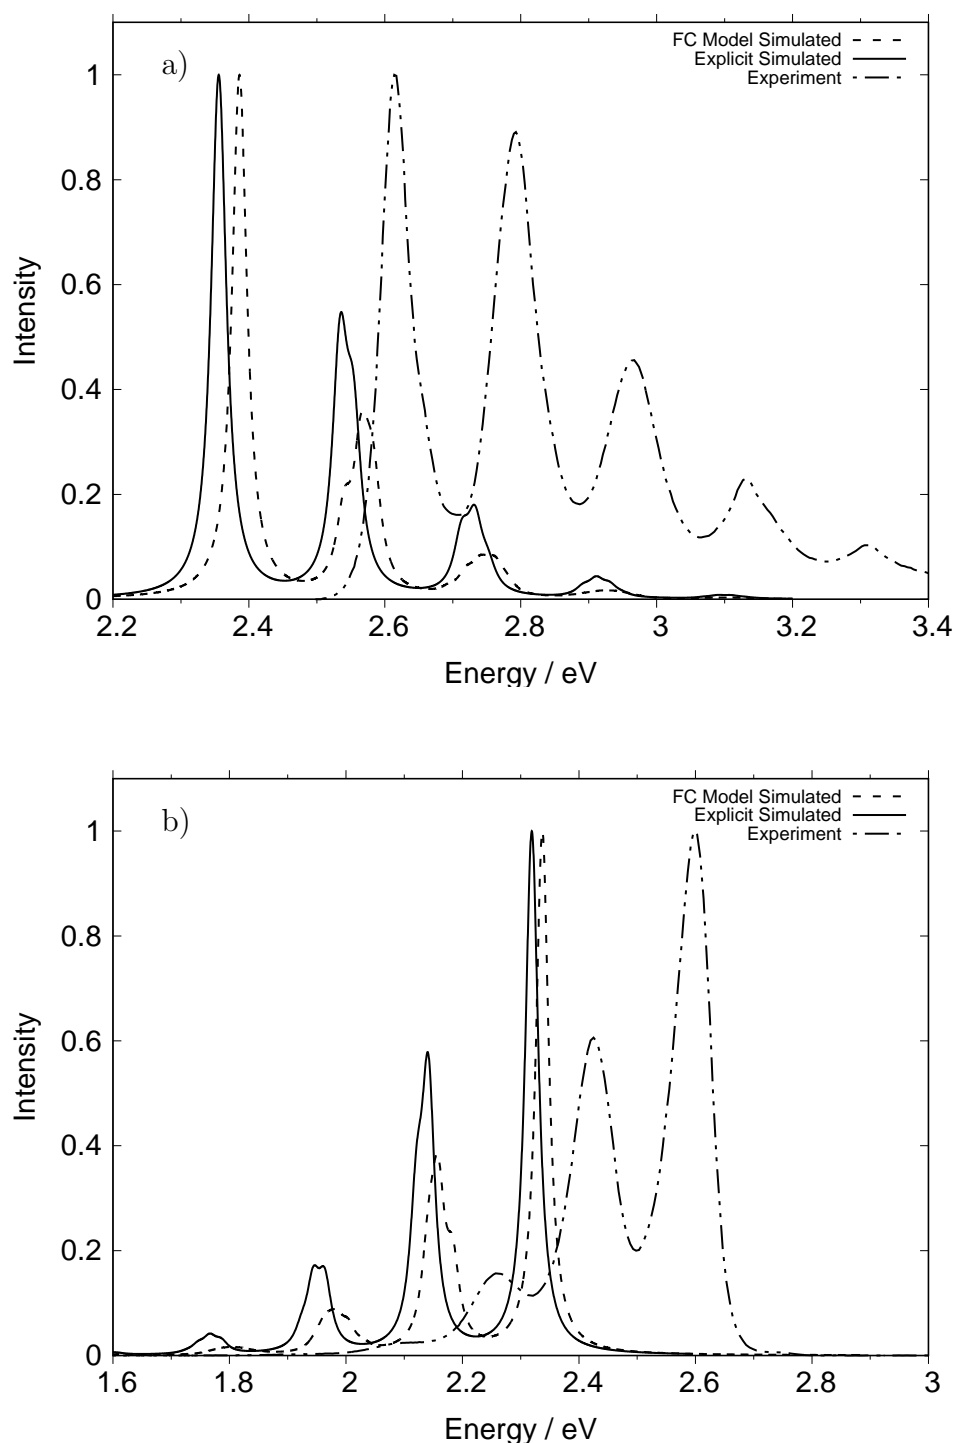 a)
FC Model Simulated
Explicit Simulated
Experiment
1
0.8
0.6
0.4
0.2
0
Intensity
2.2 2.4 2.6 2.8 3 3.2 3.4
Energy / eV
b)
FC Model Simulated
Explicit Simulated
Experiment
1
0.8
0.6
0.4
0.2
0
Intensity
1.6 1.8 2 2.2 2.4 2.6 2.8 3
Energy / eV